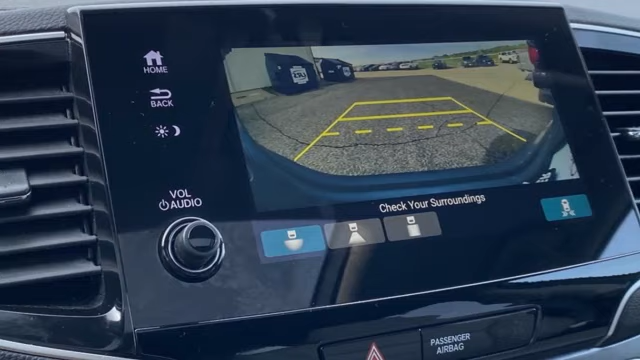 HOME
BACK
VOL
AUDIO
Check Your Surroundings
PASSENGER
AIRBAG